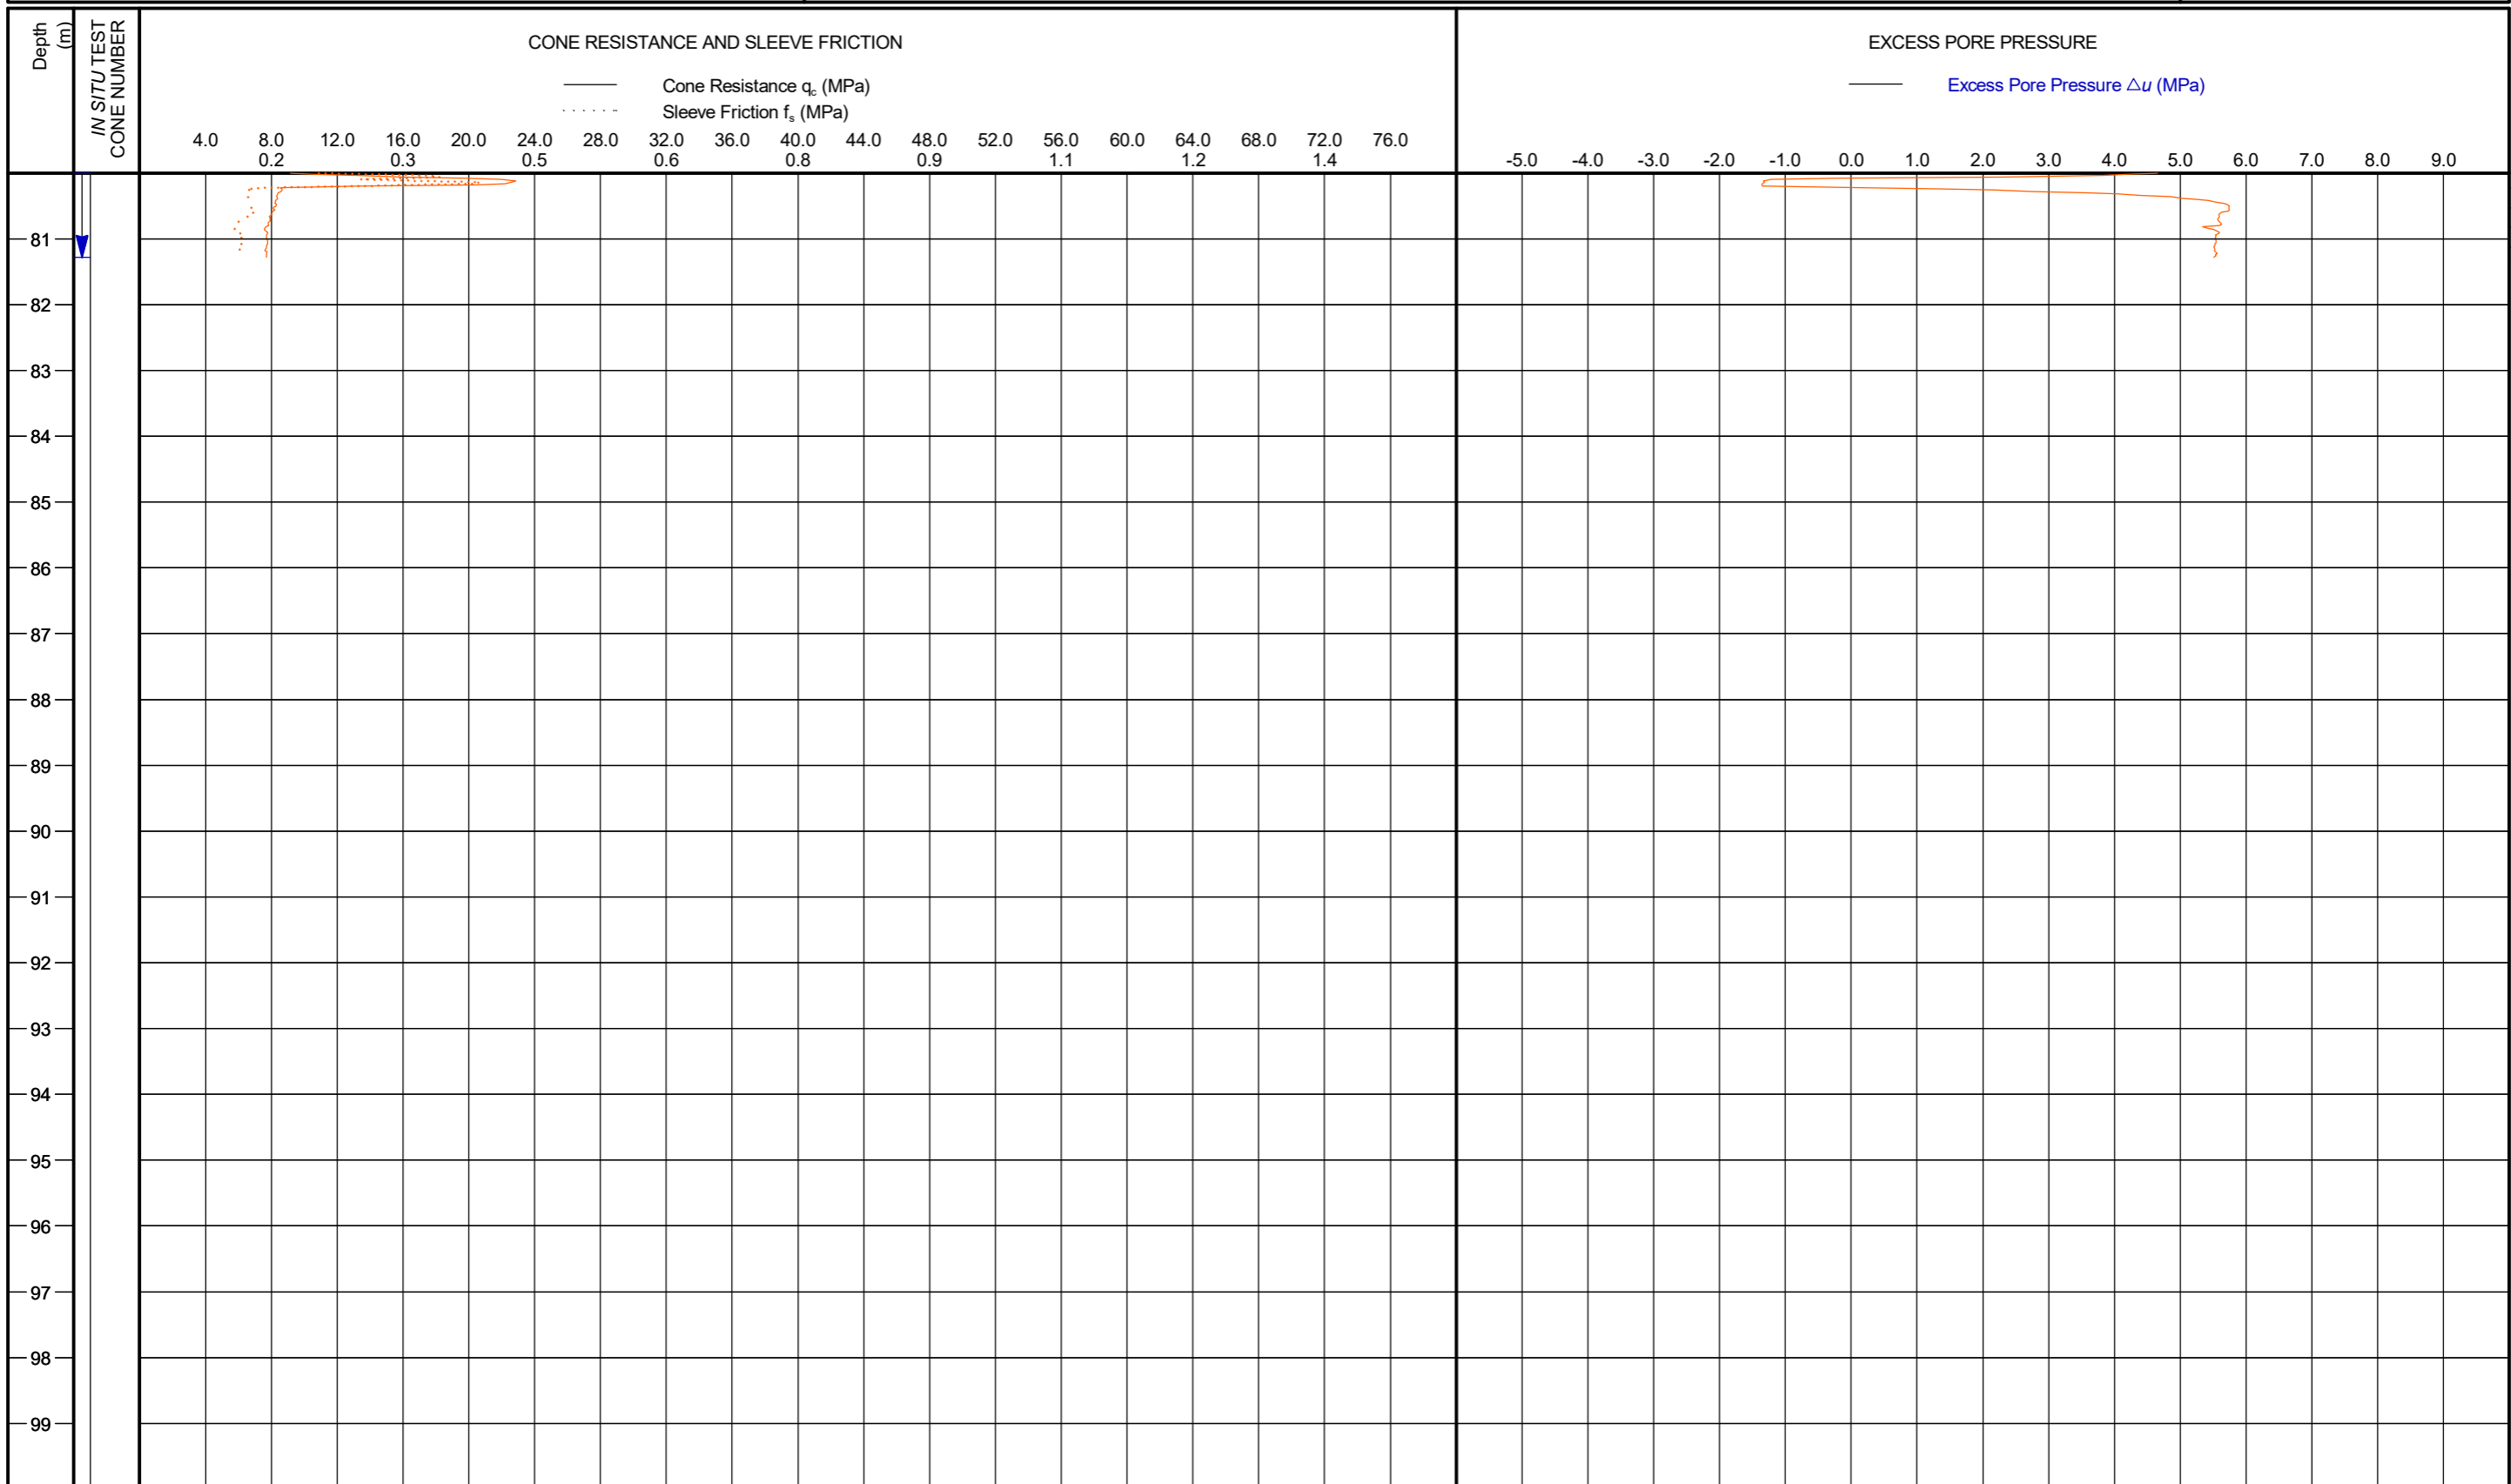 Depth
(m)
IN SITU TEST
CONE NUMBER
CONE RESISTANCE AND SLEEVE FRICTION
Cone Resistance qc (MPa)
Sleeve Friction fs (MPa)
4.0 8.0 12.0 16.0 20.0 24.0 28.0 32.0 36.0 40.0 44.0 48.0 52.0 56.0 60.0 64.0 68.0 72.0 76.0
0.2 0.3 0.5 0.6 0.8 0.9 1.1 1.2 1.4
EXCESS PORE PRESSURE
Excess Pore Pressure △u (MPa)
-5.0 -4.0 -3.0 -2.0 -1.0 0.0 1.0 2.0 3.0 4.0 5.0 6.0 7.0 8.0 9.0
81
82
83
84
85
86
87
88
89
90
91
92
93
94
95
96
97
98
99